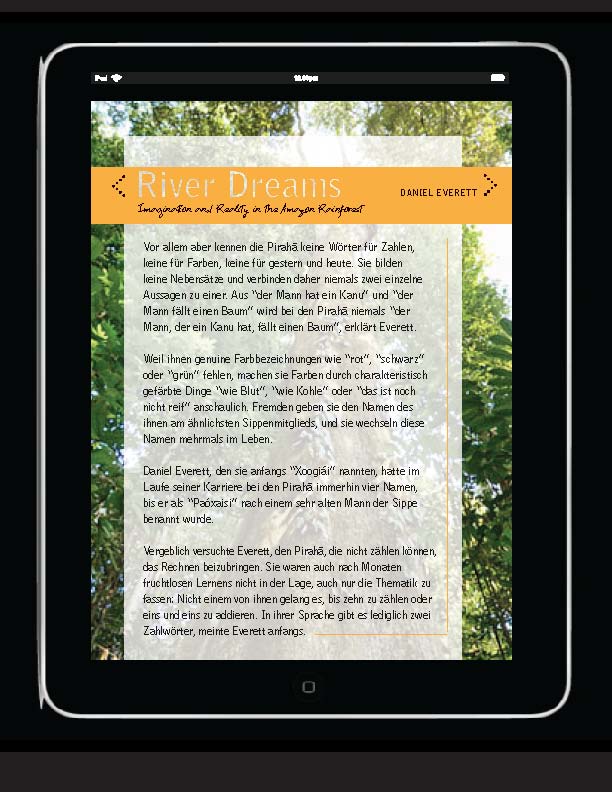 iPad
River Dreams
Imagination and Reality in the Amazon Rainforest
DANIEL EVERETT
Vor allem aber kennen die Pirahã keine Wörter für Zahlen,
keine für Farben, keine für gestern und heute. Sie bilden
keine Nebensätze und verbinden daher niemals zwei einzelne
Aussagen zu einer. Aus “der Mann hat ein Kanu” und “der
Mann fällt einen Baum” wird bei den Pirahã niemals “der
Mann, der ein Kanu hat, fällt einen Baum”, erklärt Everett.
Weil ihnen genuine Farbbezeichnungen wie “rot”, “schwarz”
oder “grün” fehlen, machen sie Farben durch charakteristisch
gefärbte Dinge “wie Blut”, “wie Kohle” oder “das ist noch
nicht reif” anschaulich. Fremden geben sie den Namen des
ihnen am ähnlichsten Sippenmitglieds, und sie wechseln diese
Namen mehrmals im Leben.
Daniel Everett, den sie anfangs “Xoogiái” nannten, hatte im
Laufe seiner Karriere bei den Pirahã immerhin vier Namen,
bis er als “Paóxaisi” nach einem sehr alten Mann der Sippe
benannt wurde.
Vergeblich versuchte Everett, den Pirahã, die nicht zählen können,
das Rechnen beizubringen. Sie waren auch nach Monaten
fruchtlosen Lernens nicht in der Lage, auch nur die Thematik zu
fassen: Nicht einem von ihnen gelang es, bis zehn zu zählen oder
eins und eins zu addieren. In ihrer Sprache gibt es lediglich zwei
Zahlwörter, meinte Everett anfangs.